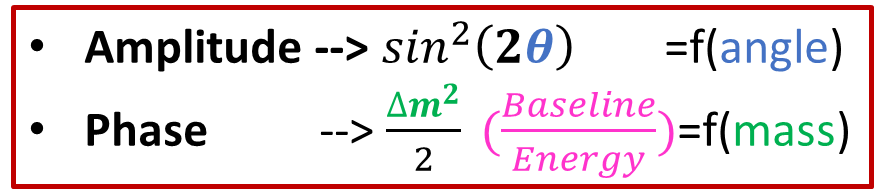 • Amplitude --> sin²(2θ) =f(angle)
• Phase --> Δm²/2 (Baseline/Energy)=f(mass)